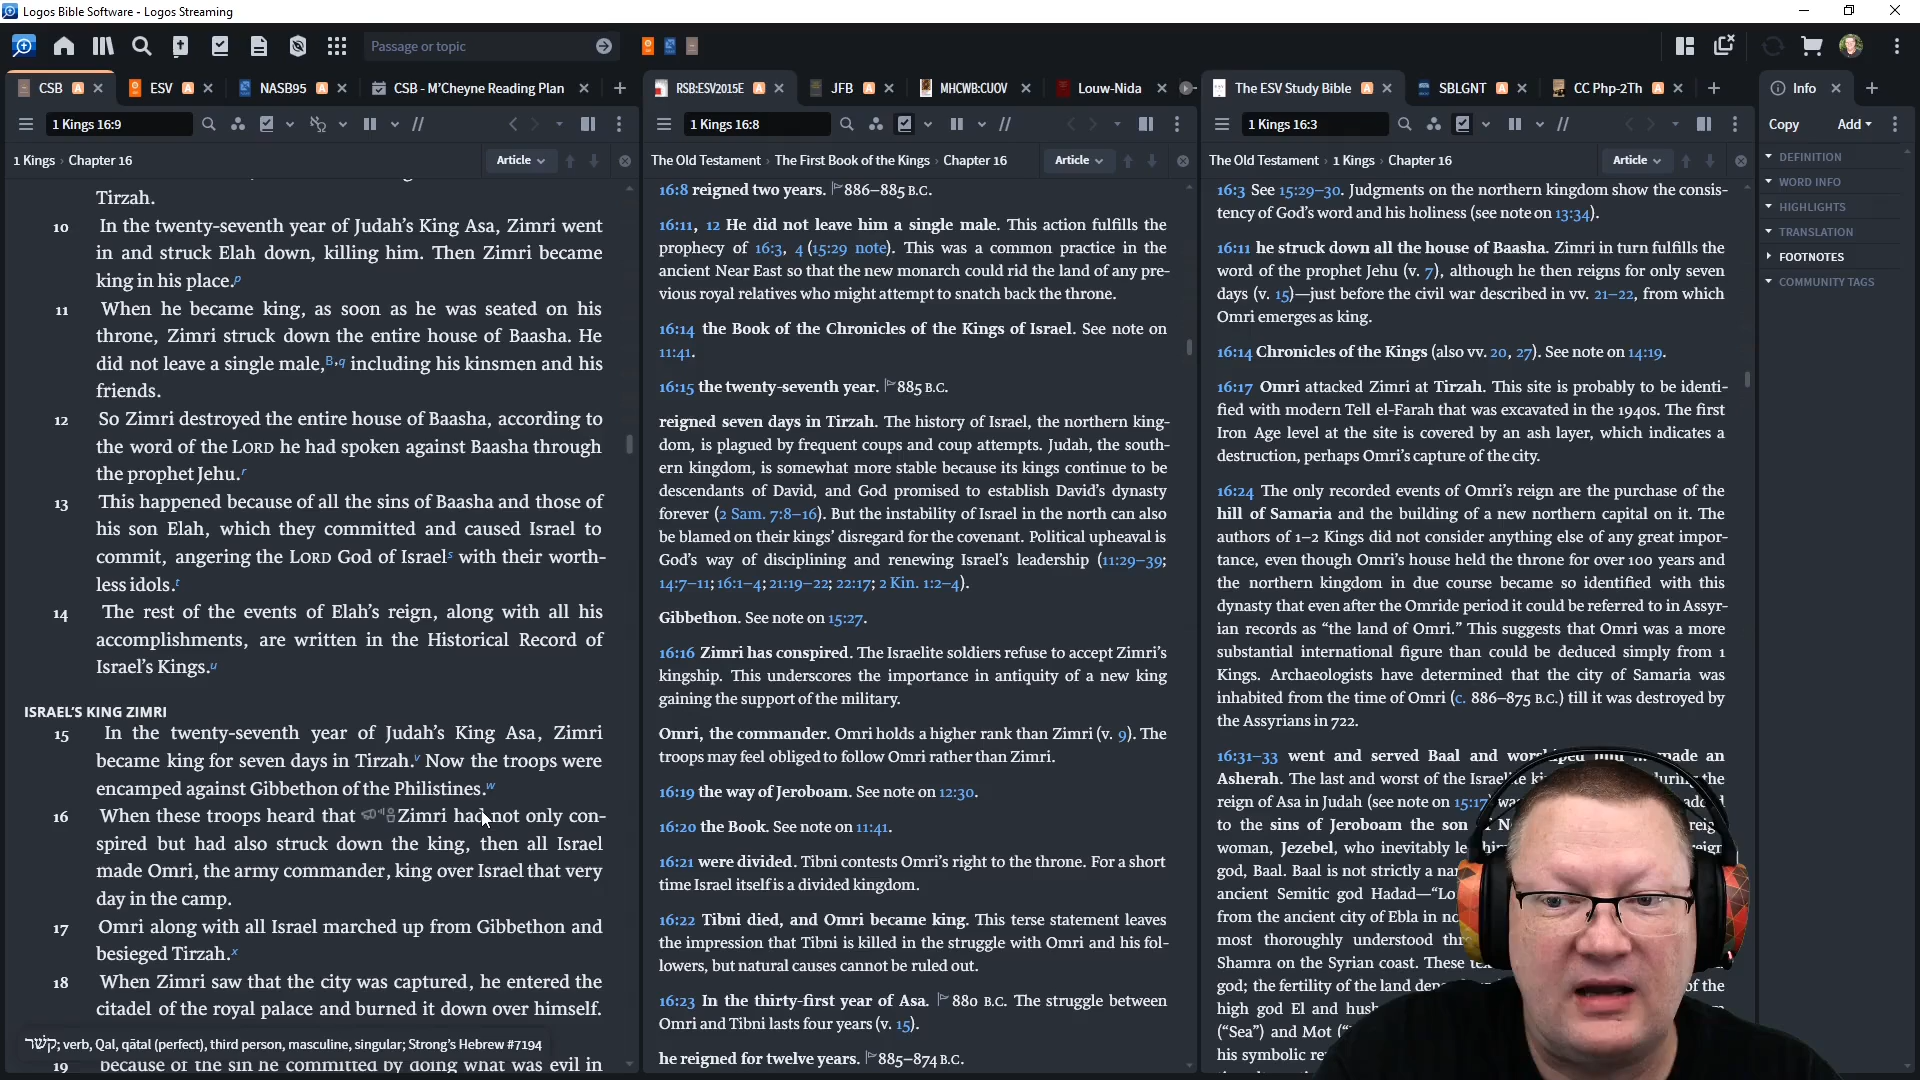 Logos Bible Software - Logos Streaming
Passage or topic
CSB A
ESV A
NASB95 A
CSB - M'Cheyne Reading Plan
RSB:ESV2015E A
JFB A
MHCWB:CUOV
Louw-Nida
The ESV Study Bible A
SBLGNT A
CC Php-2Th A
Info
1 Kings 16:9
1 Kings 16:8
1 Kings 16:3
Copy
Add
1 Kings › Chapter 16
Article
The Old Testament › The First Book of the Kings › Chapter 16
Article
The Old Testament › 1 Kings › Chapter 16
Article
Tirzah.
10 In the twenty-seventh year of Judah's King Asa, Zimri went
in and struck Elah down, killing him. Then Zimri became
king in his place.p
11 When he became king, as soon as he was seated on his
throne, Zimri struck down the entire house of Baasha. He
did not leave a single male,B,q including his kinsmen and his
friends.
12 So Zimri destroyed the entire house of Baasha, according to
the word of the LORD he had spoken against Baasha through
the prophet Jehu.r
13 This happened because of all the sins of Baasha and those of
his son Elah, which they committed and caused Israel to
commit, angering the LORD God of Israels with their worth-
less idols.t
14 The rest of the events of Elah's reign, along with all his
accomplishments, are written in the Historical Record of
Israel's Kings.u
ISRAEL'S KING ZIMRI
15 In the twenty-seventh year of Judah's King Asa, Zimri
became king for seven days in Tirzah.v Now the troops were
encamped against Gibbethon of the Philistines.w
16 When these troops heard that Zimri had not only con-
spired but had also struck down the king, then all Israel
made Omri, the army commander, king over Israel that very
day in the camp.
17 Omri along with all Israel marched up from Gibbethon and
besieged Tirzah.x
18 When Zimri saw that the city was captured, he entered the
citadel of the royal palace and burned it down over himself.
קשׁר; verb, Qal, qātal (perfect), third person, masculine, singular; Strong's Hebrew #7194
19 because of the sin he committed by doing what was evil in
16:8 reigned two years. 886–885 B.C.
16:11, 12 He did not leave him a single male. This action fulfills the
prophecy of 16:3, 4 (15:29 note). This was a common practice in the
ancient Near East so that the new monarch could rid the land of any pre-
vious royal relatives who might attempt to snatch back the throne.
16:14 the Book of the Chronicles of the Kings of Israel. See note on
11:41.
16:15 the twenty-seventh year. 885 B.C.
reigned seven days in Tirzah. The history of Israel, the northern king-
dom, is plagued by frequent coups and coup attempts. Judah, the south-
ern kingdom, is somewhat more stable because its kings continue to be
descendants of David, and God promised to establish David's dynasty
forever (2 Sam. 7:8–16). But the instability of Israel in the north can also
be blamed on their kings' disregard for the covenant. Political upheaval is
God's way of disciplining and renewing Israel's leadership (11:29–39;
14:7–11; 16:1–4; 21:19–22; 22:17; 2 Kin. 1:2–4).
Gibbethon. See note on 15:27.
16:16 Zimri has conspired. The Israelite soldiers refuse to accept Zimri's
kingship. This underscores the importance in antiquity of a new king
gaining the support of the military.
Omri, the commander. Omri holds a higher rank than Zimri (v. 9). The
troops may feel obliged to follow Omri rather than Zimri.
16:19 the way of Jeroboam. See note on 12:30.
16:20 the Book. See note on 11:41.
16:21 were divided. Tibni contests Omri's right to the throne. For a short
time Israel itself is a divided kingdom.
16:22 Tibni died, and Omri became king. This terse statement leaves
the impression that Tibni is killed in the struggle with Omri and his fol-
lowers, but natural causes cannot be ruled out.
16:23 In the thirty-first year of Asa. 880 B.C. The struggle between
Omri and Tibni lasts four years (v. 15).
he reigned for twelve years. 885–874 B.C.
16:3 See 15:29–30. Judgments on the northern kingdom show the consis-
tency of God's word and his holiness (see note on 13:34).
16:11 he struck down all the house of Baasha. Zimri in turn fulfills the
word of the prophet Jehu (v. 7), although he then reigns for only seven
days (v. 15)—just before the civil war described in vv. 21–22, from which
Omri emerges as king.
16:14 Chronicles of the Kings (also vv. 20, 27). See note on 14:19.
16:17 Omri attacked Zimri at Tirzah. This site is probably to be identi-
fied with modern Tell el-Farah that was excavated in the 1940s. The first
Iron Age level at the site is covered by an ash layer, which indicates a
destruction, perhaps Omri's capture of the city.
16:24 The only recorded events of Omri's reign are the purchase of the
hill of Samaria and the building of a new northern capital on it. The
authors of 1–2 Kings did not consider anything else of any great impor-
tance, even though Omri's house held the throne for over 100 years and
the northern kingdom in due course became so identified with this
dynasty that even after the Omride period it could be referred to in Assyr-
ian records as “the land of Omri.” This suggests that Omri was a more
substantial international figure than could be deduced simply from 1
Kings. Archaeologists have determined that the city of Samaria was
inhabited from the time of Omri (c. 886–875 B.C.) till it was destroyed by
the Assyrians in 722.
16:31–33 went and served Baal and made an
Asherah. The last and worst of the Israelite the
reign of Asa in Judah (see note on 15:17)
to the sins of Jeroboam the son
woman, Jezebel, who inevitably
god, Baal. Baal is not strictly a
ancient Semitic god Hadad—“Lo
from the ancient city of Ebla in
most thoroughly understood
Shamra on the Syrian coast. These
god; the fertility of the land of the
high god El and
(“Sea”) and Mot
his symbolic
DEFINITION
WORD INFO
HIGHLIGHTS
TRANSLATION
FOOTNOTES
COMMUNITY TAGS